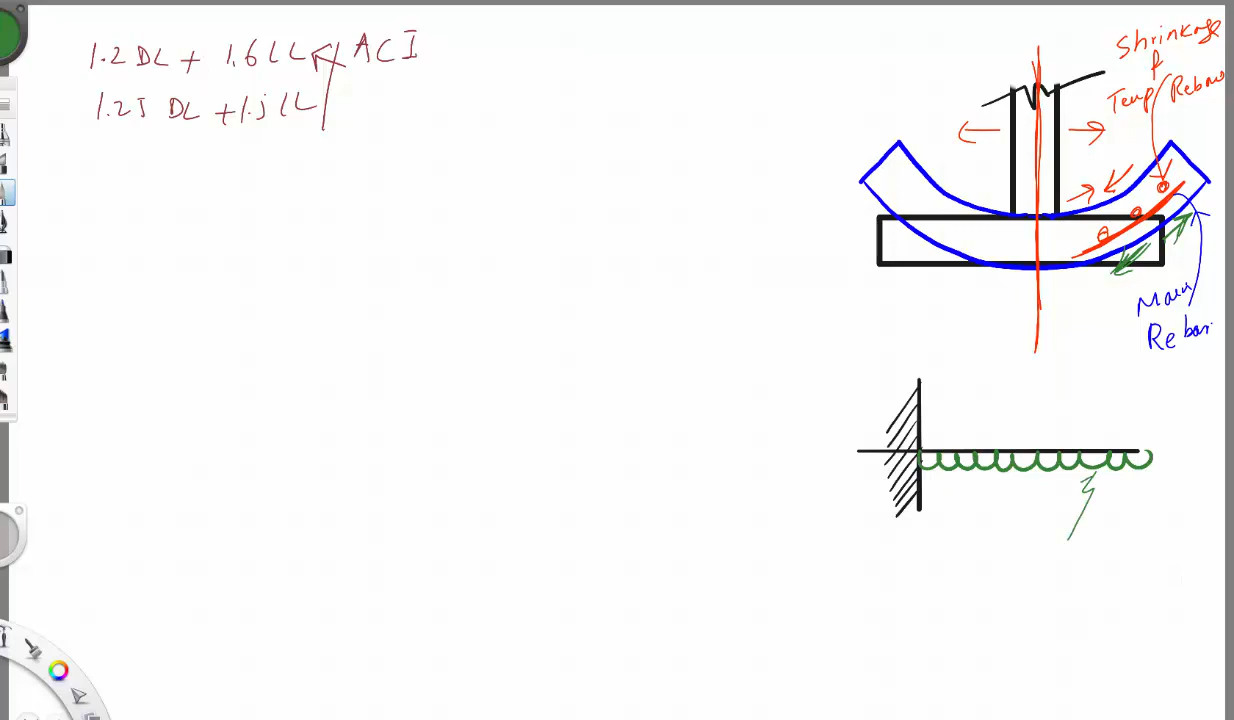 1.2 DL + 1.6 LL ACI
1.25 DL + 1.5 LL
Shrinkage
&
Temp Rebar
Main
Rebar